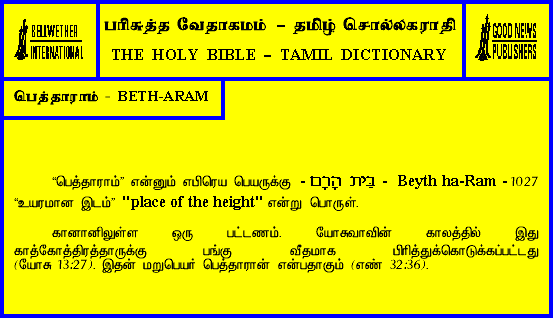 BELLWETHER
INTERNATIONAL
பரிசுத்த வேதாகமம் – தமிழ் சொல்லகராதி
THE HOLY BIBLE – TAMIL DICTIONARY
GOOD NEWS
PUBLISHERS
பெத்தாராம் - BETH-ARAM
“பெத்தாராம்” என்னும் எபிரெய பெயருக்கு - בֵּית הָרָם - Beyth ha-Ram - 1027
“உயரமான இடம்” "place of the height" என்று பொருள்.
கானானிலுள்ள ஒரு பட்டணம். யோசுவாவின் காலத்தில் இது
காத்கோத்திரத்தாருக்கு பங்கு வீதமாக பிரித்துக்கொடுக்கப்பட்டது
(யோசு 13:27). இதன் மறுபெயர் பெத்தாரான் என்பதாகும் (எண் 32:36).